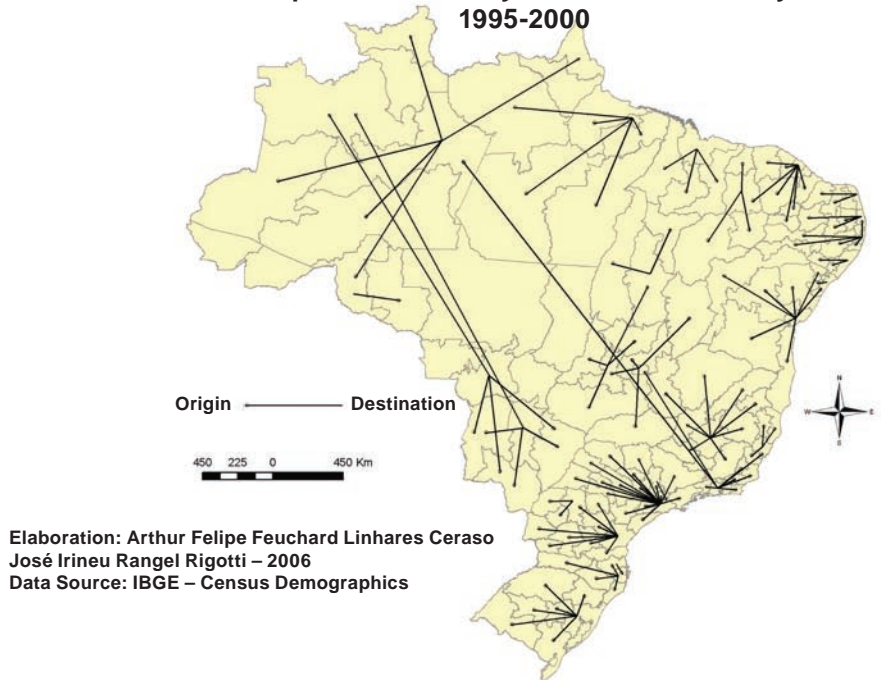 1995-2000
N
W E
S
Origin Destination
450 225 0 450 Km
Elaboration: Arthur Felipe Feuchard Linhares Ceraso
José Irineu Rangel Rigotti – 2006
Data Source: IBGE – Census Demographics